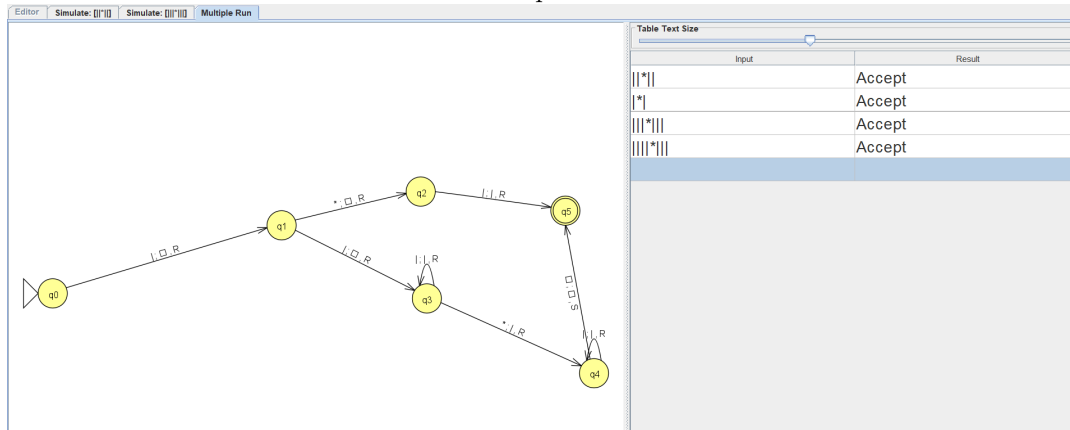 Editor Simulate: [||*||] Simulate: [|||*|||] Multiple Run
Table Text Size
Input Result
||*|| Accept
|*| Accept
|||*||| Accept
||||*||| Accept
q0
q1
q2
q3
q4
q5
| ; □ , R
* ; □ , R
| ; | , R
| ; □ , R
| ; | , R
* ; | , R
□ ; □ , S
| ; | , R